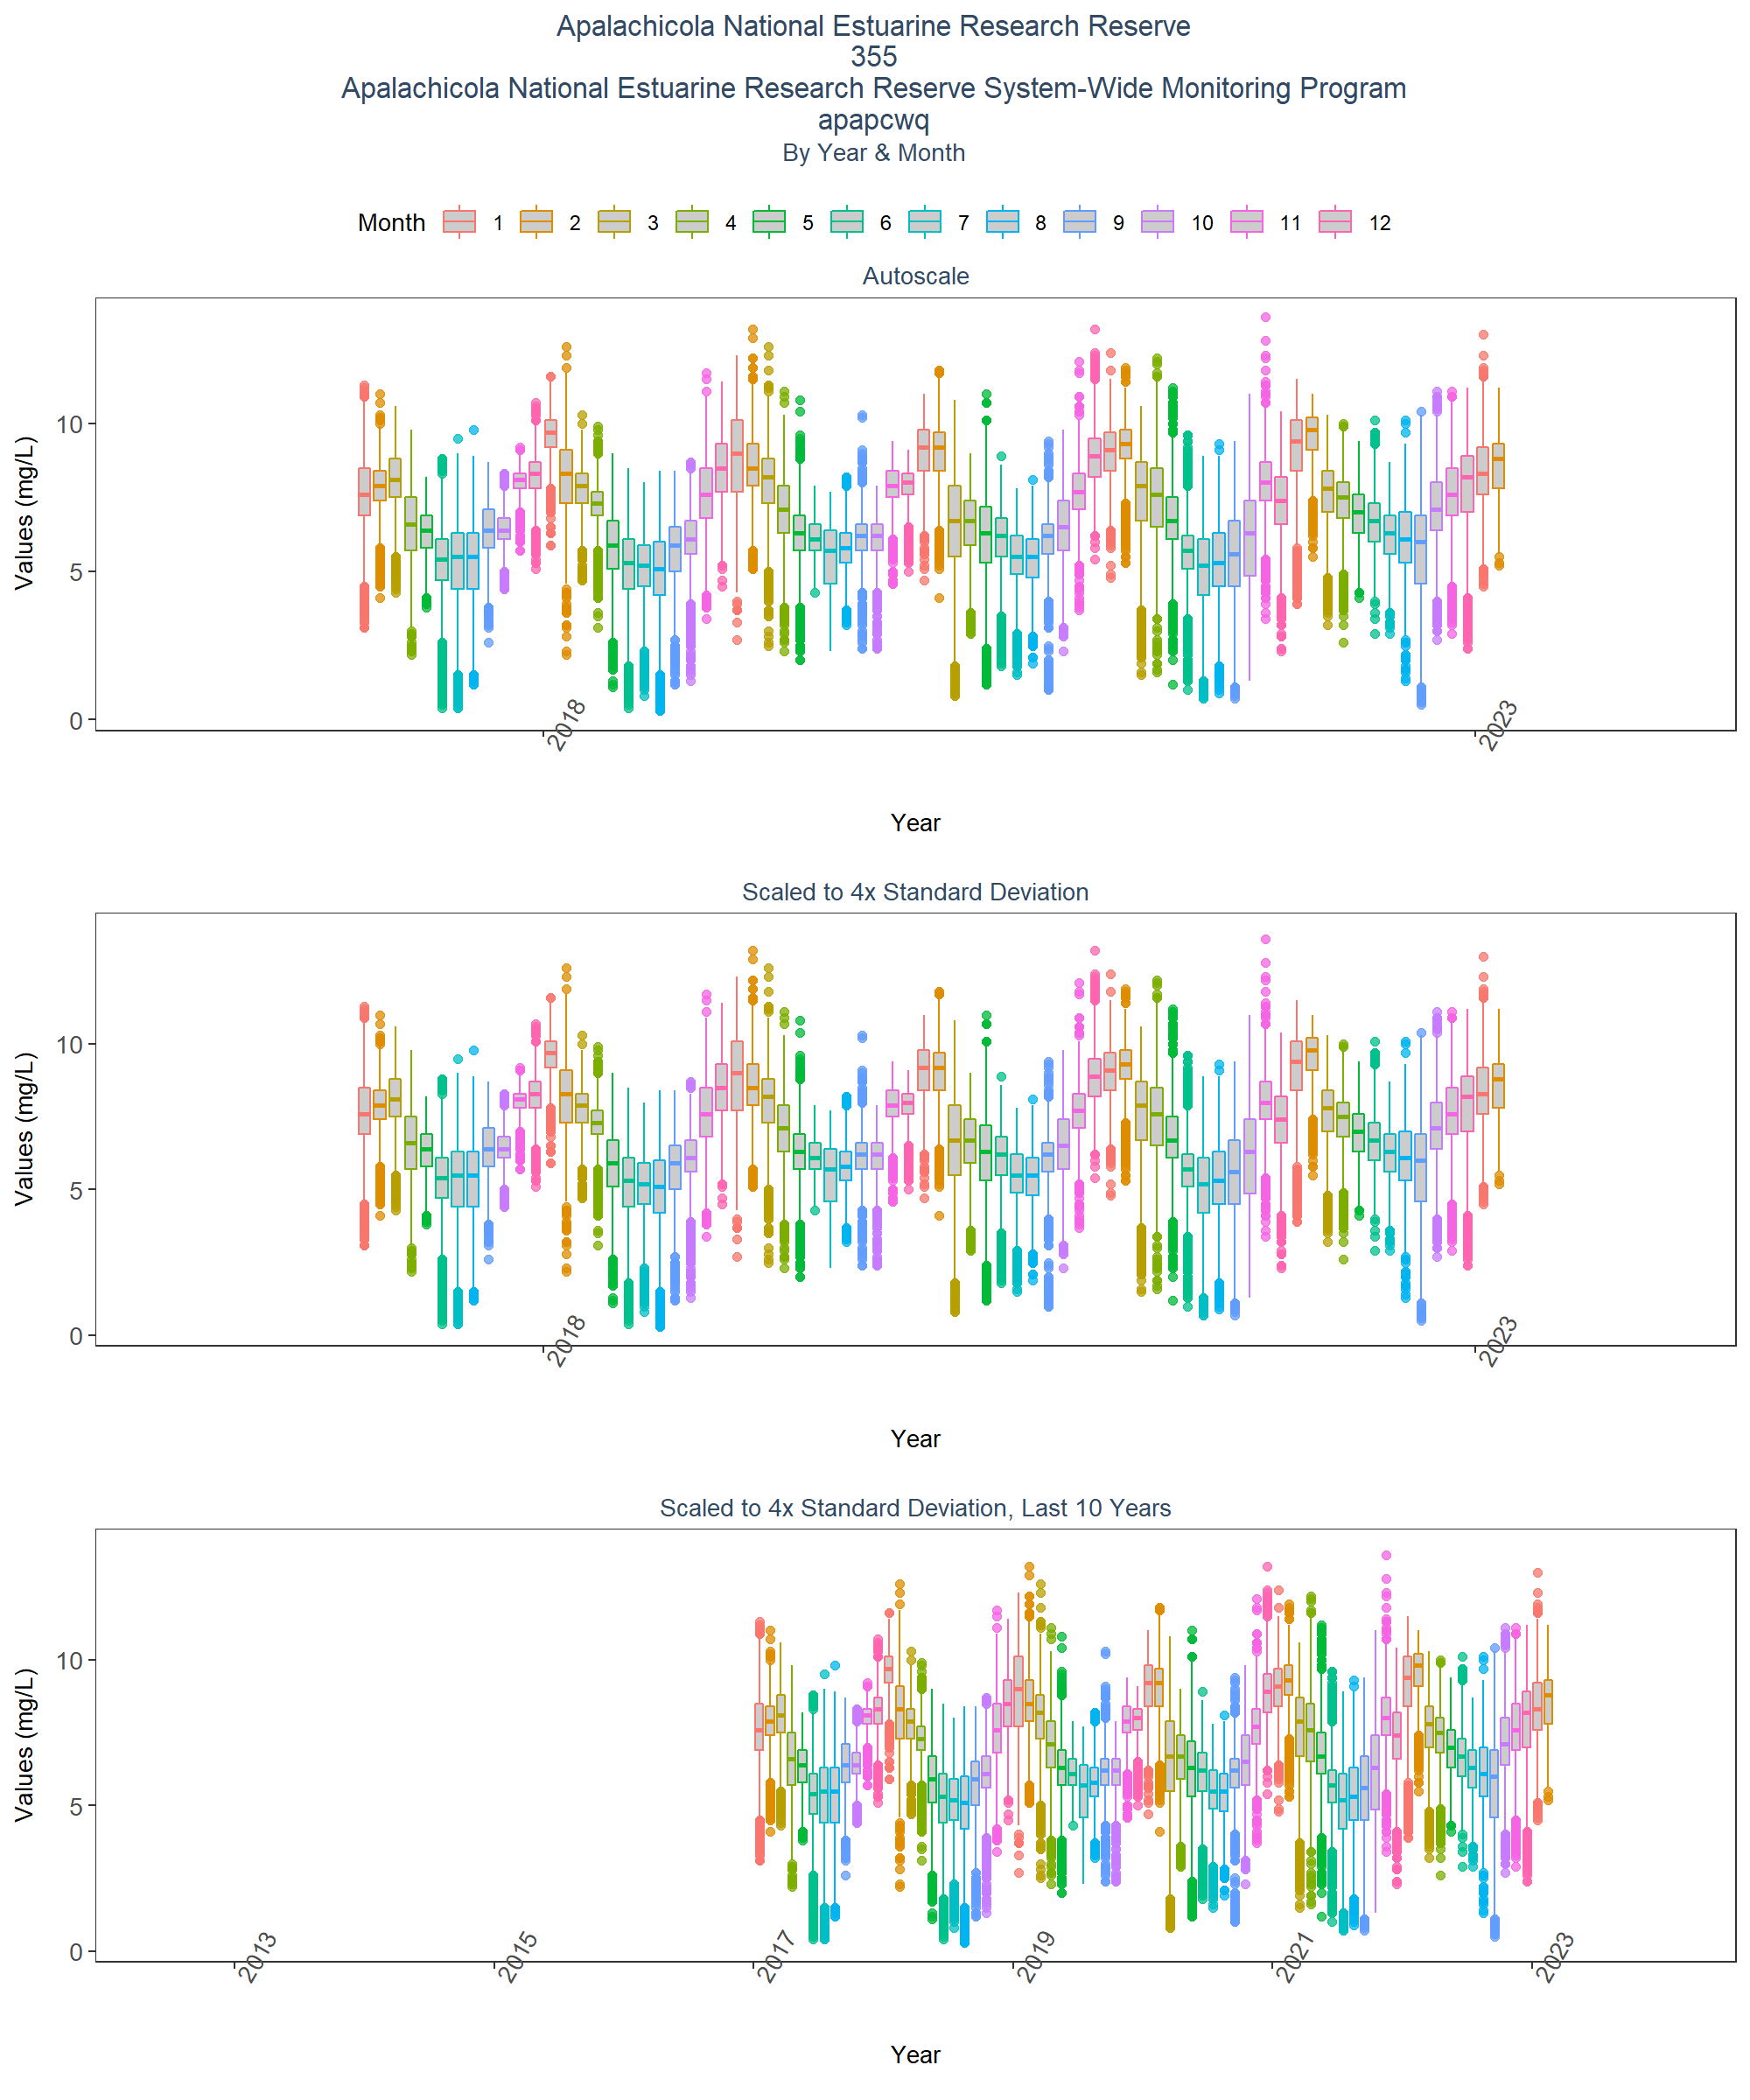 Apalachicola National Estuarine Research Reserve
355
Apalachicola National Estuarine Research Reserve System-Wide Monitoring Program
apapcwq
By Year & Month
Month 1 2 3 4 5 6 7 8 9 10 11 12
Autoscale
Values (mg/L)
10
5
0
2018 2023
Year
Scaled to 4x Standard Deviation
Values (mg/L)
10
5
0
2018 2023
Year
Scaled to 4x Standard Deviation, Last 10 Years
Values (mg/L)
10
5
0
2013 2015 2017 2019 2021 2023
Year